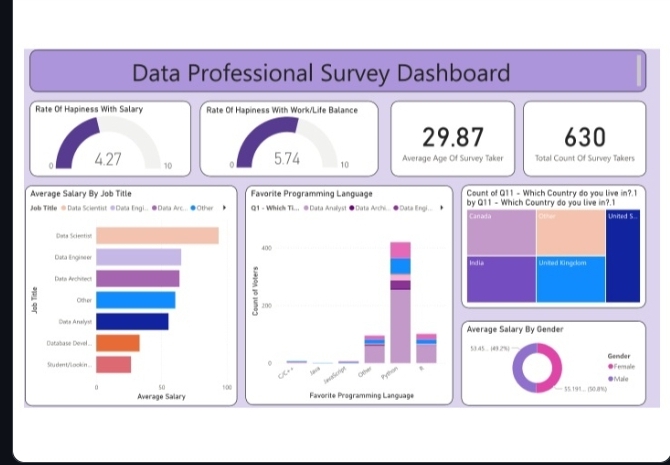 Data Professional Survey Dashboard
Rate Of Hapiness With Salary
0
4.27
10
Rate Of Hapiness With Work/Life Balance
0
5.74
10
29.87
Average Age Of Survey Taker
630
Total Count Of Survey Takers
Average Salary By Job Title
Job Title Data Scientist Data Engi... Data Arc... Other
Data Scientist
Data Engineer
Data Architect
Other
Data Analyst
Database Devel...
Student/Lookin...
Job Title
0 50 100
Average Salary
Favorite Programming Language
Q1 - Which Ti... Data Analyst Data Archi... Data Engi...
400
200
0
Count of Voters
C/C++ Java JavaScript Other Python R
Favorite Programming Language
Count of Q11 - Which Country do you live in?.1
by Q11 - Which Country do you live in?.1
Canada
Other
United S...
India
United Kingdom
Average Salary By Gender
53.45... (49.2%)
55.191... (50.8%)
Gender
Female
Male